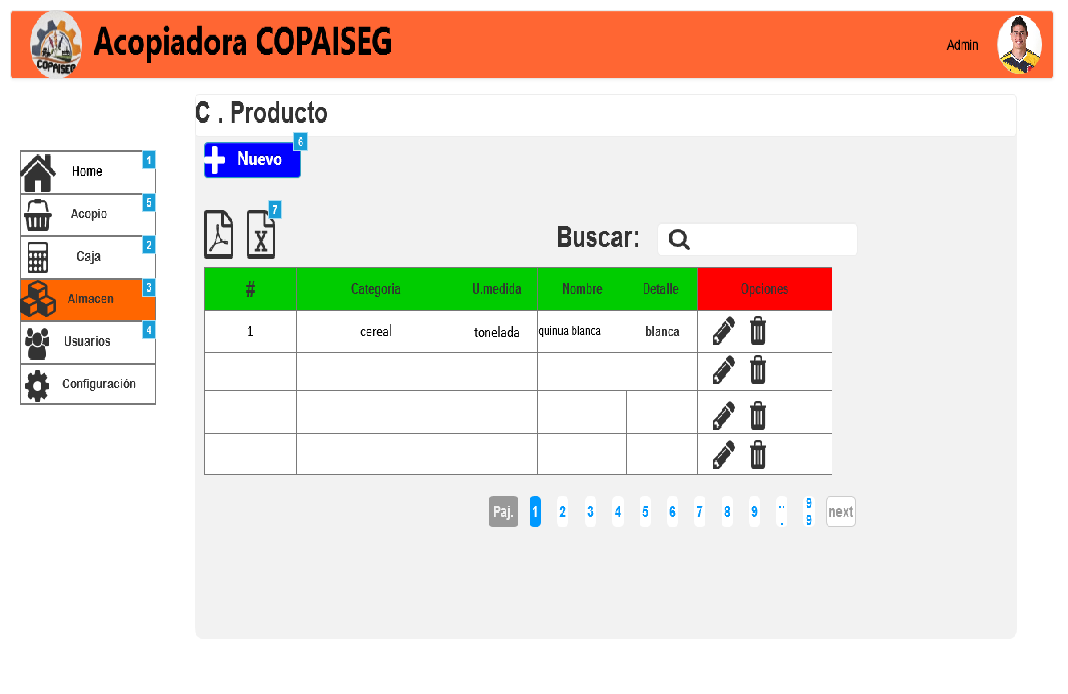 COPAISEG
Acopiadora COPAISEG
Admin
C . Producto
6
Nuevo
1
Home
5
Acopio
2
Caja
3
Almacen
4
Usuarios
Configuración
7
X
Buscar:
# Categoria U.medida Nombre Detalle Opciones
1 cereal tonelada quinua blanca blanca
Paj. 1 2 3 4 5 6 7 8 9 ... 99 next